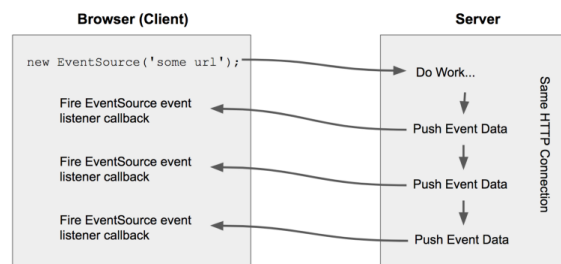 Browser (Client)
Server
new EventSource('some url');
Do Work...
Fire EventSource event
listener callback
Push Event Data
Fire EventSource event
listener callback
Push Event Data
Fire EventSource event
listener callback
Push Event Data
Same HTTP Connection